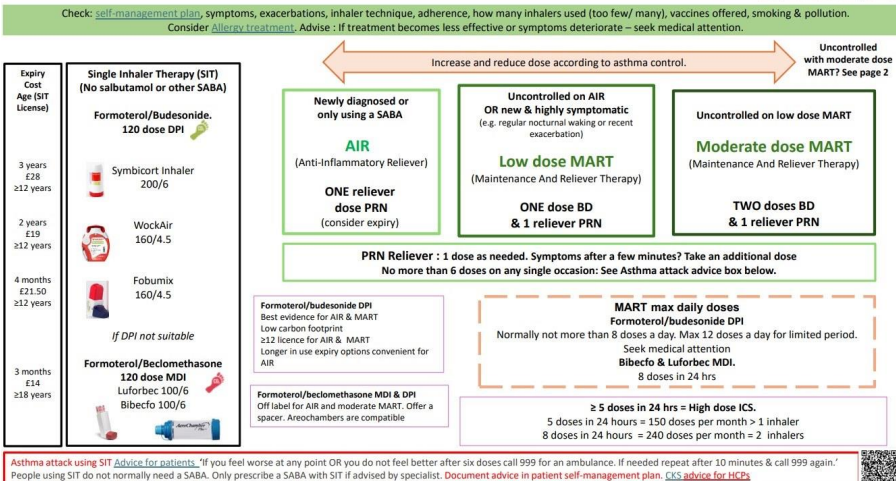 Check: self-management plan, symptoms, exacerbations, inhaler technique, adherence, how many inhalers used (too few/ many), vaccines offered, smoking & pollution.
Consider Allergy treatment. Advise : If treatment becomes less effective or symptoms deteriorate – seek medical attention.
Increase and reduce dose according to asthma control.
Uncontrolled
with moderate dose
MART? See page 2
Expiry
Cost
Age (SIT
License)
3 years
£28
≥12 years
2 years
£19
≥12 years
4 months
£21.50
≥12 years
3 months
£14
≥18 years
Single Inhaler Therapy (SIT)
(No salbutamol or other SABA)
Formoterol/Budesonide.
120 dose DPI
Symbicort Inhaler
200/6
WockAir
160/4.5
Fobumix
160/4.5
If DPI not suitable
Formoterol/Beclomethasone
120 dose MDI
Luforbec 100/6
Bibecfo 100/6
Newly diagnosed or
only using a SABA
AIR
(Anti-Inflammatory Reliever)
ONE reliever
dose PRN
(consider expiry)
Uncontrolled on AIR
OR new & highly symptomatic
(e.g. regular nocturnal waking or recent
exacerbation)
Low dose MART
(Maintenance And Reliever Therapy)
ONE dose BD
& 1 reliever PRN
Uncontrolled on low dose MART
Moderate dose MART
(Maintenance And Reliever Therapy)
TWO doses BD
& 1 reliever PRN
PRN Reliever : 1 dose as needed. Symptoms after a few minutes? Take an additional dose
No more than 6 doses on any single occasion: See Asthma attack advice box below.
Formoterol/budesonide DPI
Best evidence for AIR & MART
Low carbon footprint
≥12 licence for AIR & MART
Longer in use expiry options convenient for
AIR
Formoterol/beclomethasone MDI & DPI
Off label for AIR and moderate MART. Offer a
spacer. Areochambers are compatible
MART max daily doses
Formoterol/budesonide DPI
Normally not more than 8 doses a day. Max 12 doses a day for limited period.
Seek medical attention
Bibecfo & Luforbec MDI.
8 doses in 24 hrs
≥ 5 doses in 24 hrs = High dose ICS.
5 doses in 24 hours = 150 doses per month > 1 inhaler
8 doses in 24 hours = 240 doses per month = 2 inhalers
Asthma attack using SIT Advice for patients 'If you feel worse at any point OR you do not feel better after six doses call 999 for an ambulance. If needed repeat after 10 minutes & call 999 again.'
People using SIT do not normally need a SABA. Only prescribe a SABA with SIT if advised by specialist. Document advice in patient self-management plan. CKS advice for HCPs